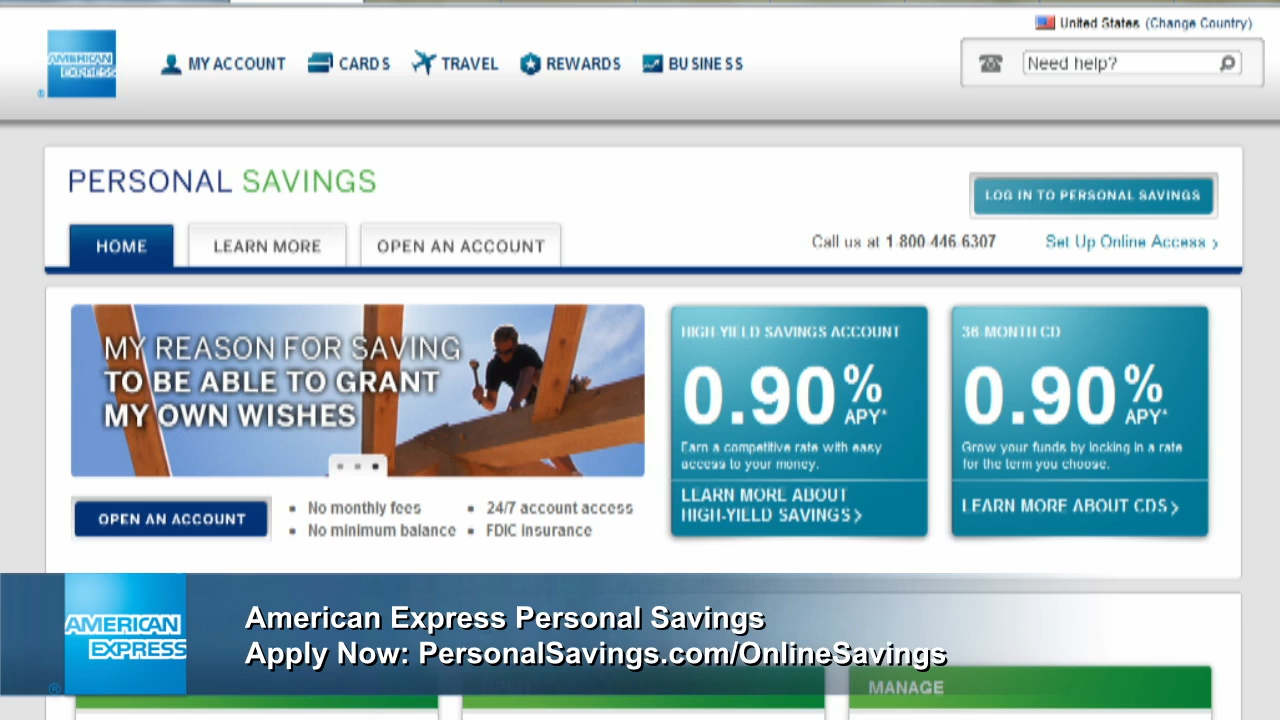 United States (Change Country)
AMERICAN
EXPRESS
®
MY ACCOUNT
CARDS
TRAVEL
REWARDS
BUSINESS
Need help?
PERSONAL SAVINGS
LOG IN TO PERSONAL SAVINGS
HOME
LEARN MORE
OPEN AN ACCOUNT
Call us at 1-800-446-6307
Set Up Online Access ›
MY REASON FOR SAVING
TO BE ABLE TO GRANT
MY OWN WISHES
HIGH-YIELD SAVINGS ACCOUNT
0.90%
APY*
Earn a competitive rate with easy
access to your money.
LEARN MORE ABOUT
HIGH-YIELD SAVINGS ›
36 MONTH CD
0.90%
APY*
Grow your funds by locking in a rate
for the term you choose.
LEARN MORE ABOUT CDS ›
OPEN AN ACCOUNT
• No monthly fees
• No minimum balance
• 24/7 account access
• FDIC insurance
AMERICAN
EXPRESS
®
American Express Personal Savings
Apply Now: PersonalSavings.com/OnlineSavings
MANAGE